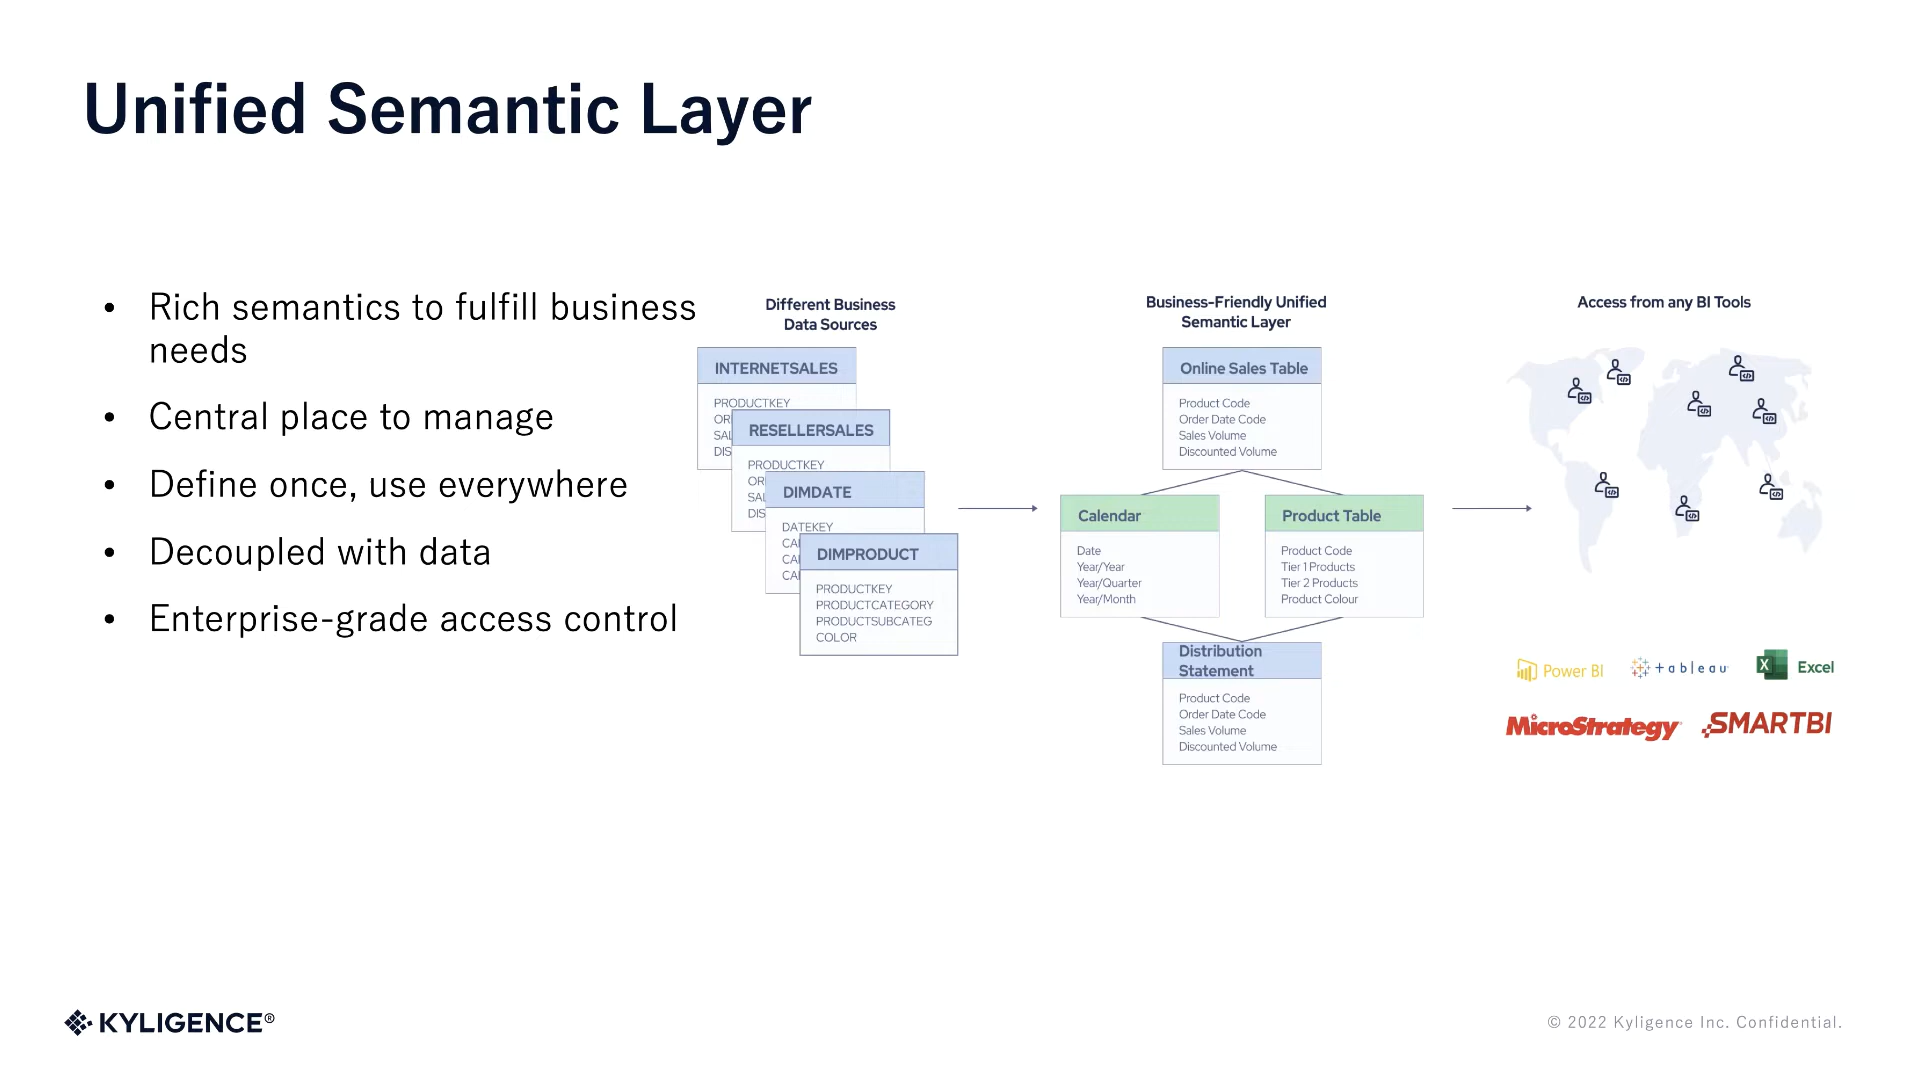 Unified Semantic Layer
• Rich semantics to fulfill business
needs
• Central place to manage
• Define once, use everywhere
• Decoupled with data
• Enterprise-grade access control
Different Business
Data Sources
INTERNETSALES
PRODUCTKEY
OR
SAL
DIS
RESELLERSALES
PRODUCTKEY
OR
SAL
DIS
DIMDATE
DATEKEY
CA
CA
CA
DIMPRODUCT
PRODUCTKEY
PRODUCTCATEGORY
PRODUCTSUBCATEG
COLOR
Business-Friendly Unified
Semantic Layer
Online Sales Table
Product Code
Order Date Code
Sales Volume
Discounted Volume
Calendar
Date
Year/Year
Year/Quarter
Year/Month
Product Table
Product Code
Tier 1 Products
Tier 2 Products
Product Colour
Distribution
Statement
Product Code
Order Date Code
Sales Volume
Discounted Volume
Access from any BI Tools
Power BI
+ableau
Excel
MicroStrategy
SMARTBI
KYLIGENCE®
© 2022 Kyligence Inc. Confidential.